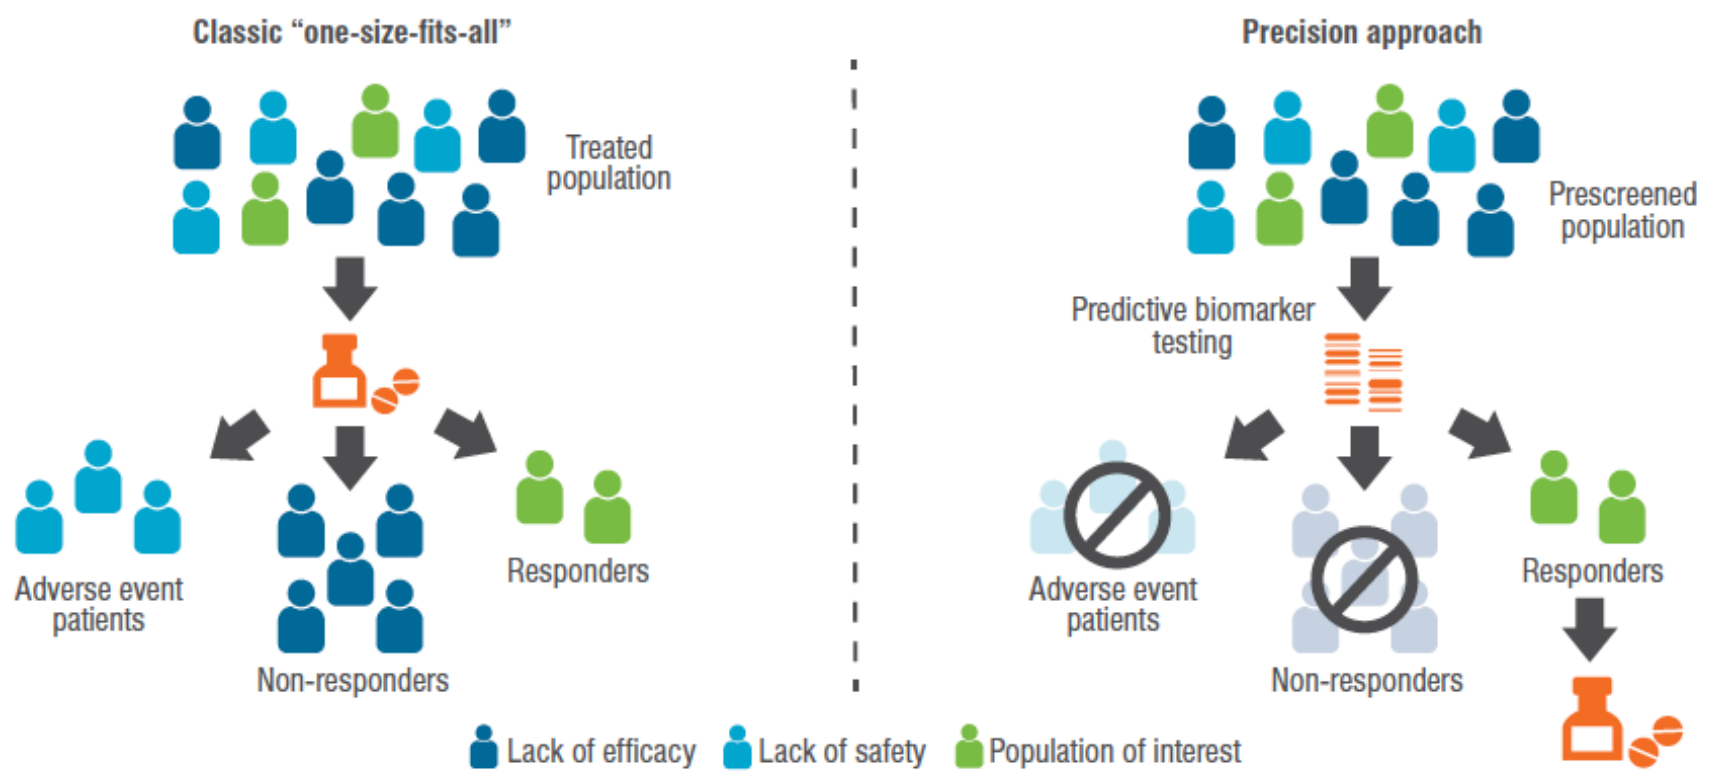 Classic “one-size-fits-all”
Treated
population
Adverse event
patients
Non-responders
Responders
Precision approach
Prescreened
population
Predictive biomarker
testing
Adverse event
patients
Non-responders
Responders
Lack of efficacy
Lack of safety
Population of interest